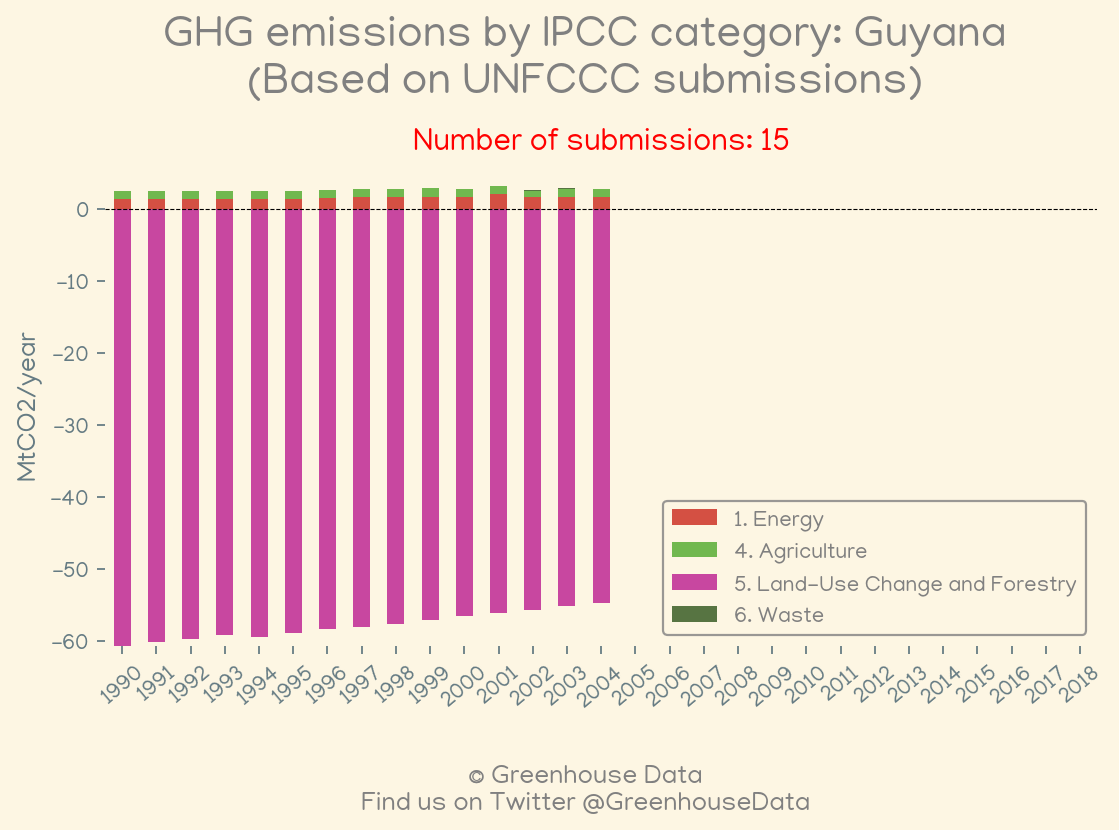 GHG emissions by IPCC category: Guyana
(Based on UNFCCC submissions)
Number of submissions: 15
MtCO2/year
0
−10
−20
−30
−40
−50
−60
1. Energy
4. Agriculture
5. Land-Use Change and Forestry
6. Waste
1990 1991 1992 1993 1994 1995 1996 1997 1998 1999 2000 2001 2002 2003 2004 2005 2006 2007 2008 2009 2010 2011 2012 2013 2014 2015 2016 2017 2018
© Greenhouse Data
Find us on Twitter @GreenhouseData